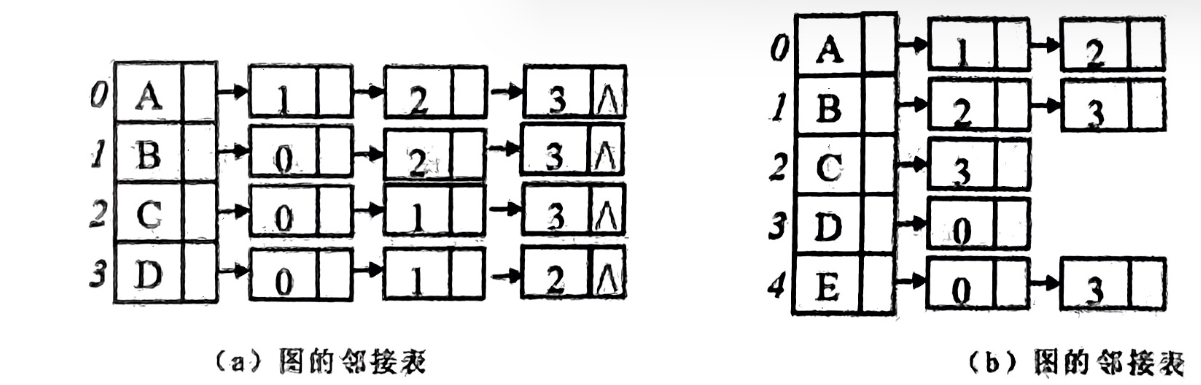 0 A 1 2 3 ∧
1 B 0 2 3 ∧
2 C 0 1 3 ∧
3 D 0 1 2 ∧
(a) 图的邻接表
0 A 1 2
1 B 2 3
2 C 3
3 D 0
4 E 0 3
(b) 图的邻接表